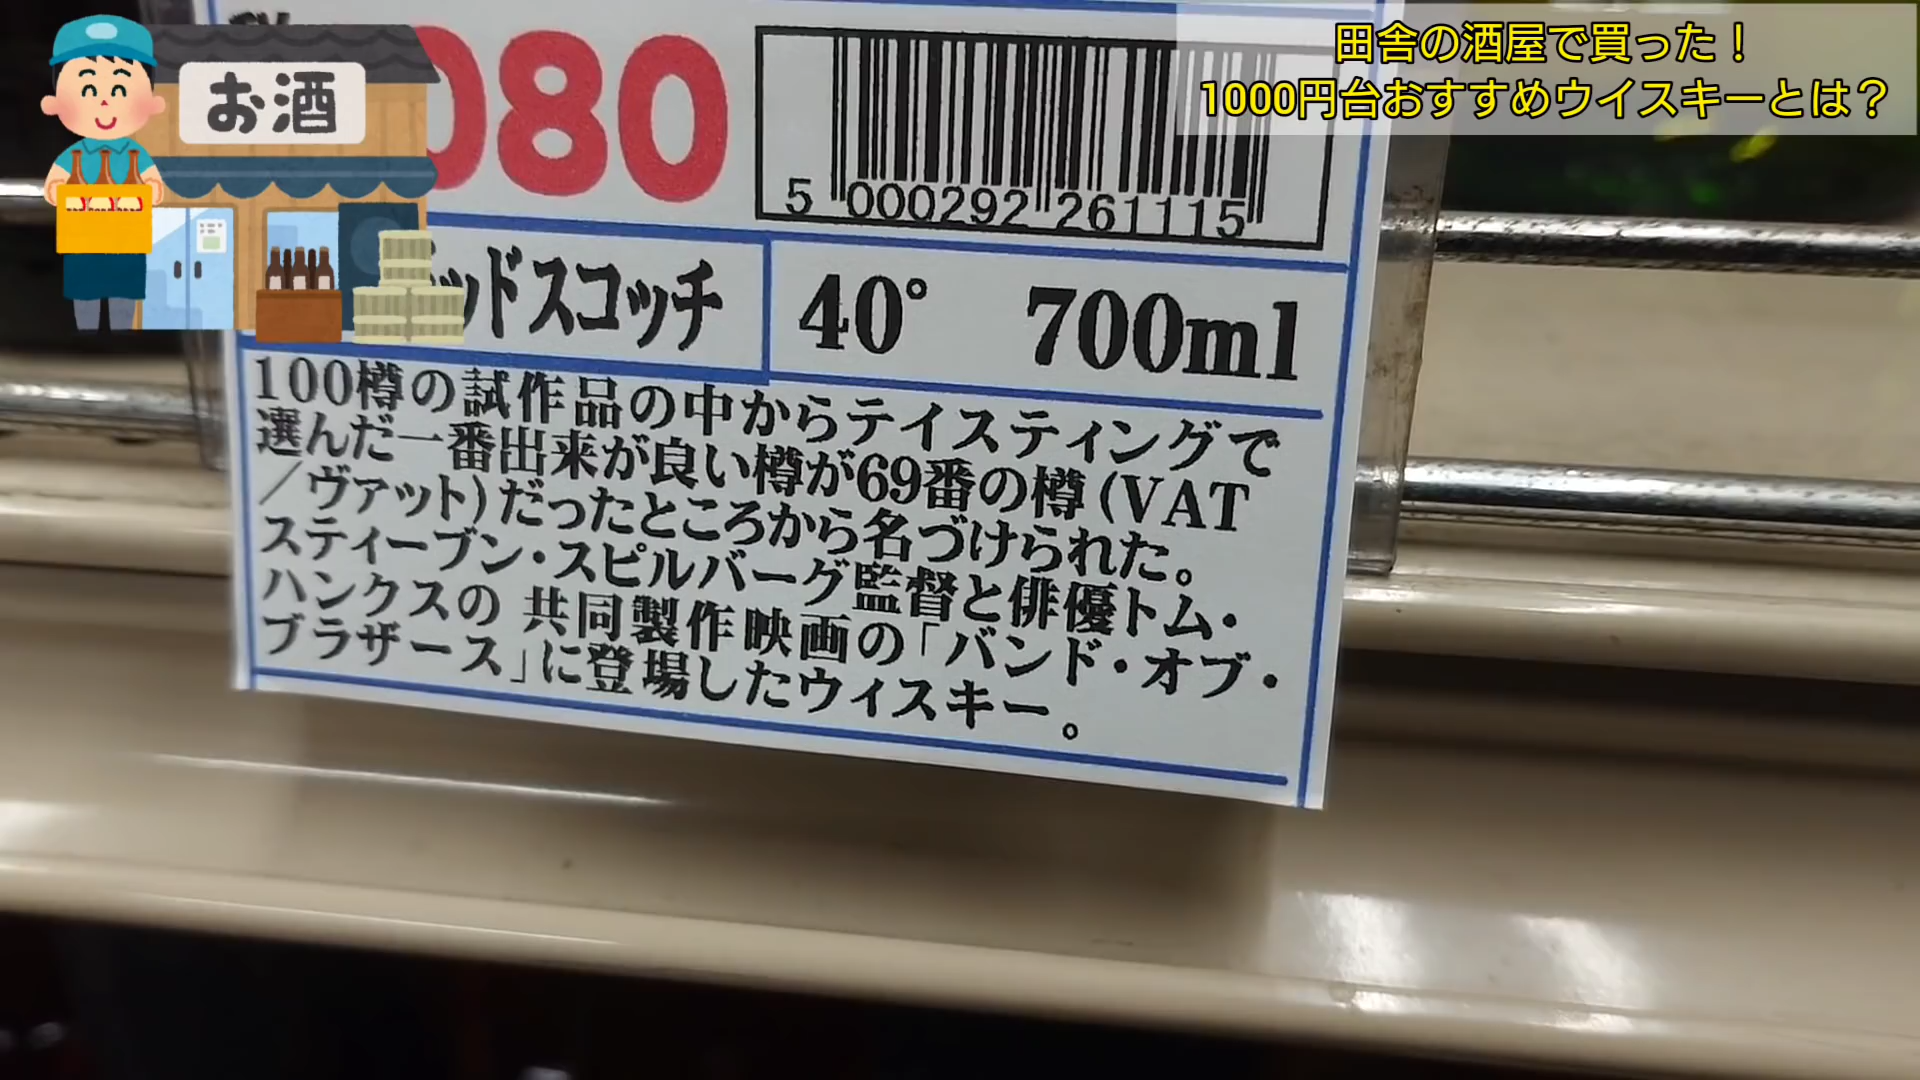 田舎の酒屋で買った！
1000円台おすすめウイスキーとは？
お酒
080
5 000292 261115
ッドスコッチ
40° 700ml
100樽の試作品の中からテイスティングで
選んだ一番出来が良い樽が69番の樽(VAT
／ヴァット)だったところから名づけられた。
スティーブン・スピルバーグ監督と俳優トム・
ハンクスの 共同製作映画の「バンド・オブ・
ブラザース」に登場したウィスキー。